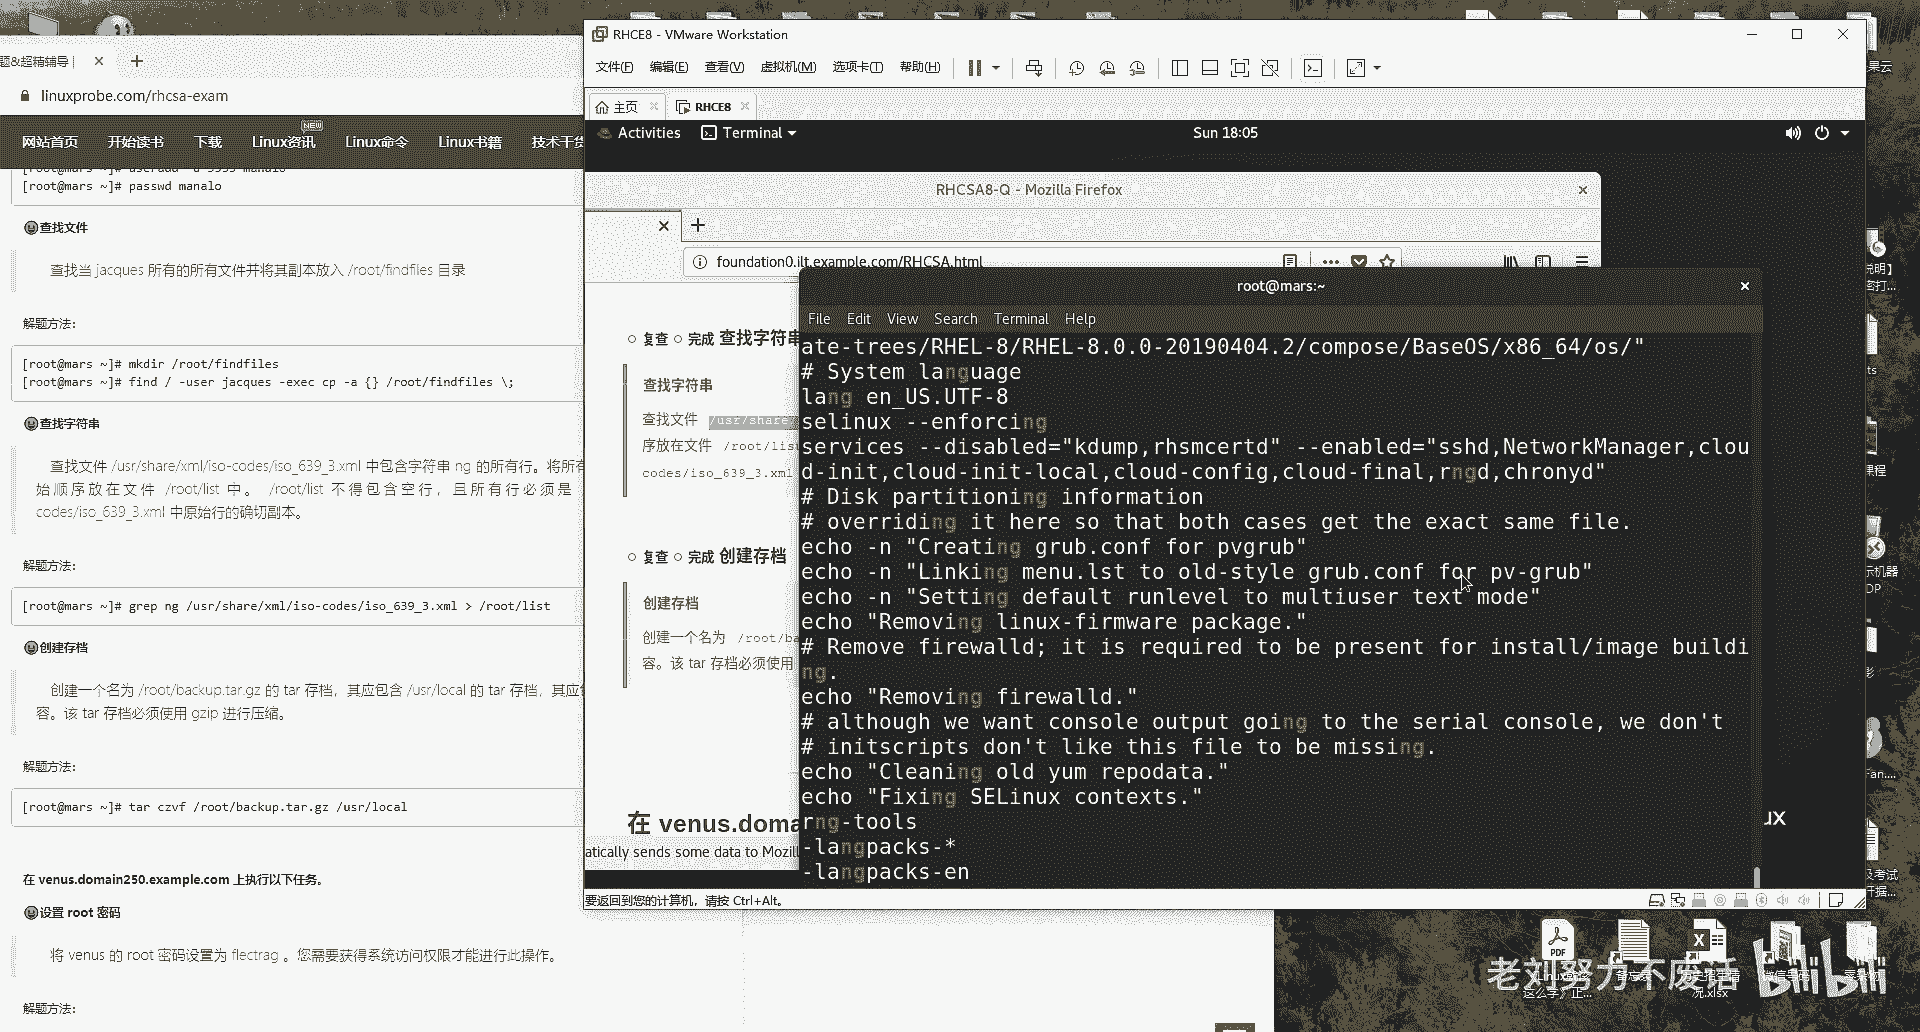 RHCE8 - VMware Workstation
文件(F) 编辑(E) 查看(V) 虚拟机(M) 选项卡(T) 帮助(H)
主页 RHCE8
Activities Terminal Sun 18:05
题&超精辅导 |
linuxprobe.com/rhcsa-exam
网站首页 开始读书 下载 Linux资讯 NEW Linux命令 Linux书籍 技术干货
[root@mars ~]# useradd -u 9999 manalo
[root@mars ~]# passwd manalo
查找文件
查找当 jacques 所有的所有文件并将其副本放入 /root/findfiles 目录
解题方法:
[root@mars ~]# mkdir /root/findfiles
[root@mars ~]# find / -user jacques -exec cp -a {} /root/findfiles \;
查找字符串
查找文件 /usr/share/xml/iso-codes/iso_639_3.xml 中包含字符串 ng 的所有行。将所有
始顺序放在文件 /root/list 中。 /root/list 不得包含空行，且所有行必须是
codes/iso_639_3.xml 中原始行的确切副本。
解题方法:
[root@mars ~]# grep ng /usr/share/xml/iso-codes/iso_639_3.xml > /root/list
创建存档
创建一个名为 /root/backup.tar.gz 的 tar 存档，其应包含 /usr/local 的 tar 存档，其应
容。该 tar 存档必须使用 gzip 进行压缩。
解题方法:
[root@mars ~]# tar czvf /root/backup.tar.gz /usr/local
在 venus.domain250.example.com 上执行以下任务。
设置 root 密码
将 venus 的 root 密码设置为 flectrag 。您需要获得系统访问权限才能进行此操作。
解题方法:
RHCSA8-Q - Mozilla Firefox
foundation0.ilt.example.com/RHCSA.html
复查 完成 查找字符串
查找字符串
查找文件 /usr/share/
序放在文件 /root/lis
codes/iso_639_3.xml
复查 完成 创建存档
创建存档
创建一个名为 /root/ba
容。该 tar 存档必须使用
在 venus.doma
atically sends some data to Mozil
root@mars:~
File Edit View Search Terminal Help
ate-trees/RHEL-8/RHEL-8.0.0-20190404.2/compose/BaseOS/x86_64/os/"
# System language
lang en_US.UTF-8
selinux --enforcing
services --disabled="kdump,rhsmcertd" --enabled="sshd,NetworkManager,clou
d-init,cloud-init-local,cloud-config,cloud-final,rngd,chronyd"
# Disk partitioning information
# overriding it here so that both cases get the exact same file.
echo -n "Creating grub.conf for pvgrub"
echo -n "Linking menu.lst to old-style grub.conf for pv-grub"
echo -n "Setting default runlevel to multiuser text mode"
echo "Removing linux-firmware package."
# Remove firewalld; it is required to be present for install/image buildi
ng.
echo "Removing firewalld."
# although we want console output going to the serial console, we don't
# initscripts don't like this file to be missing.
echo "Cleaning old yum repodata."
echo "Fixing SELinux contexts."
rng-tools
-langpacks-*
-langpacks-en
ux
要返回到您的计算机，请按 Ctrl+Alt。
PDF
老刘努力不废话 bilibili